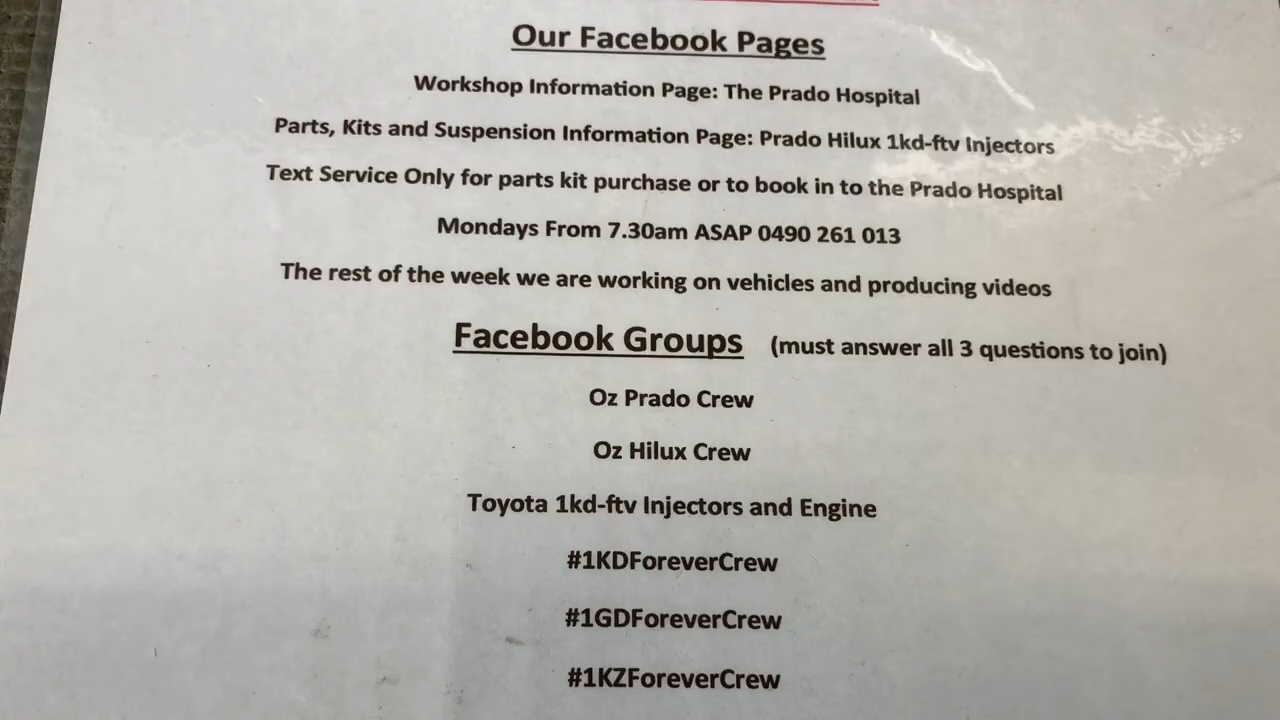 Our Facebook Pages
Workshop Information Page: The Prado Hospital
Parts, Kits and Suspension Information Page: Prado Hilux 1kd-ftv Injectors
Text Service Only for parts kit purchase or to book in to the Prado Hospital
Mondays From 7.30am ASAP 0490 261 013
The rest of the week we are working on vehicles and producing videos
Facebook Groups (must answer all 3 questions to join)
Oz Prado Crew
Oz Hilux Crew
Toyota 1kd-ftv Injectors and Engine
#1KDForeverCrew
#1GDForeverCrew
#1KZForeverCrew